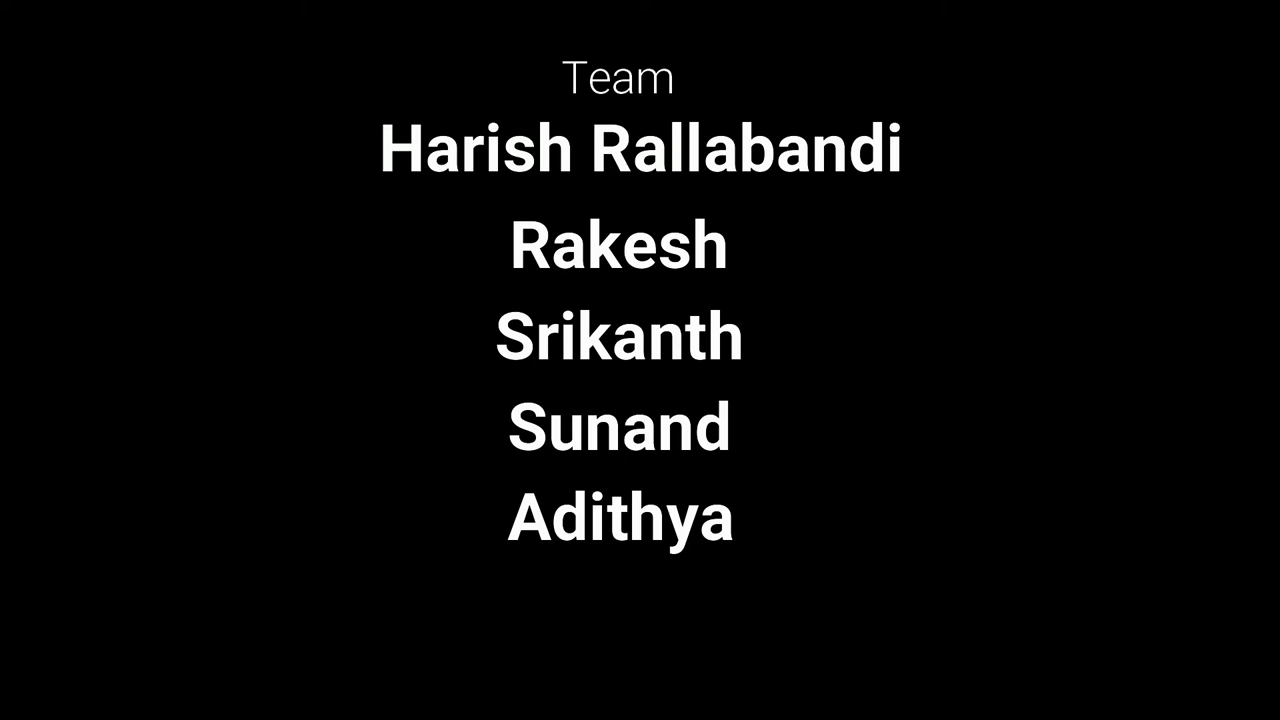 Team
Harish Rallabandi
Rakesh
Srikanth
Sunand
Adithya